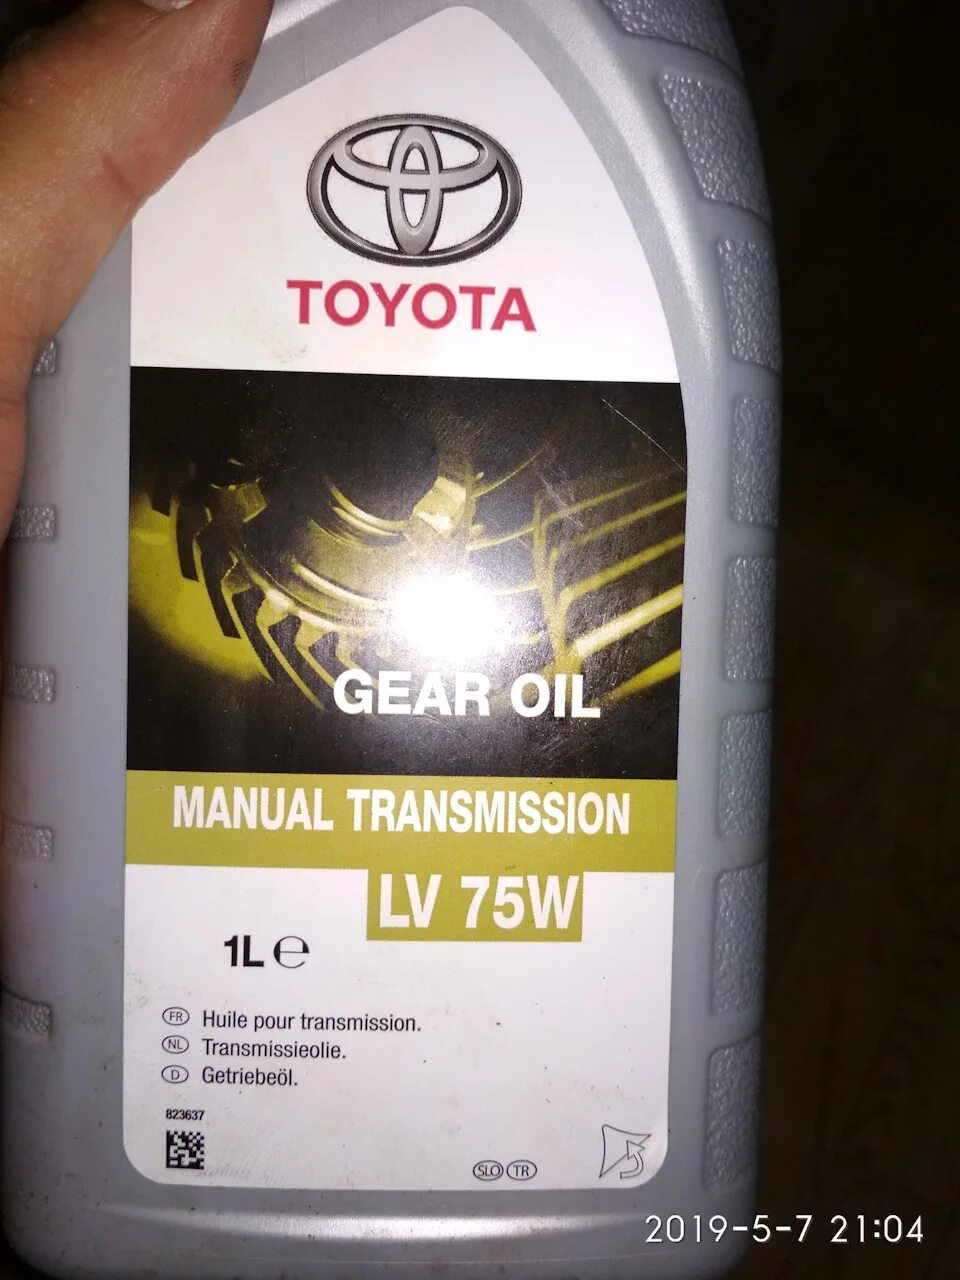 TOYOTA
GEAR OIL
MANUAL TRANSMISSION
LV 75W
1L ℮
FR Huile pour transmission.
NL Transmissieolie.
D Getriebeöl.
823637
SLO TR
2019-5-7 21:04